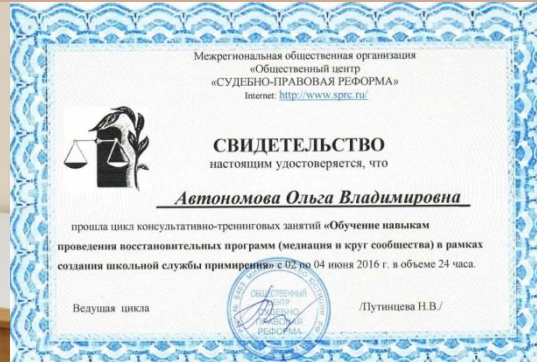 Межрегиональная общественная организация
«Общественный центр
«СУДЕБНО-ПРАВОВАЯ РЕФОРМА»
Internet: http://www.sprc.ru/
СВИДЕТЕЛЬСТВО
настоящим удостоверяется, что
Автономова Ольга Владимировна
прошла цикл консультативно-тренинговых занятий «Обучение навыкам
проведения восстановительных программ (медиация и круг сообщества) в рамках
создания школьной службы примирения» с 02 по 04 июня 2016 г. в объеме 24 часа.
Ведущая цикла
/Путинцева Н.В./
ОБЩЕСТВЕННЫЙ
ЦЕНТР
СУДЕБНО
ПРАВОВАЯ
РЕФОРМА